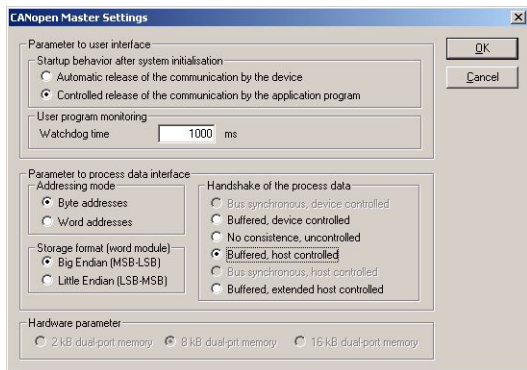 CANopen Master Settings
Parameter to user interface
Startup behavior after system initialisation
Automatic release of the communication by the device
Controlled release of the communication by the application program
User program monitoring
Watchdog time 1000 ms
OK
Cancel
Parameter to process data interface
Addressing mode
Byte addresses
Word addresses
Storage format (word module)
Big Endian (MSB-LSB)
Little Endian (LSB-MSB)
Handshake of the process data
Bus synchronous, device controlled
Buffered, device controlled
No consistence, uncontrolled
Buffered, host controlled
Bus synchronous, host controlled
Buffered, extended host controlled
Hardware parameter
2 kB dual-port memory 8 kB dual-prt memory 16 kB dual-port memory